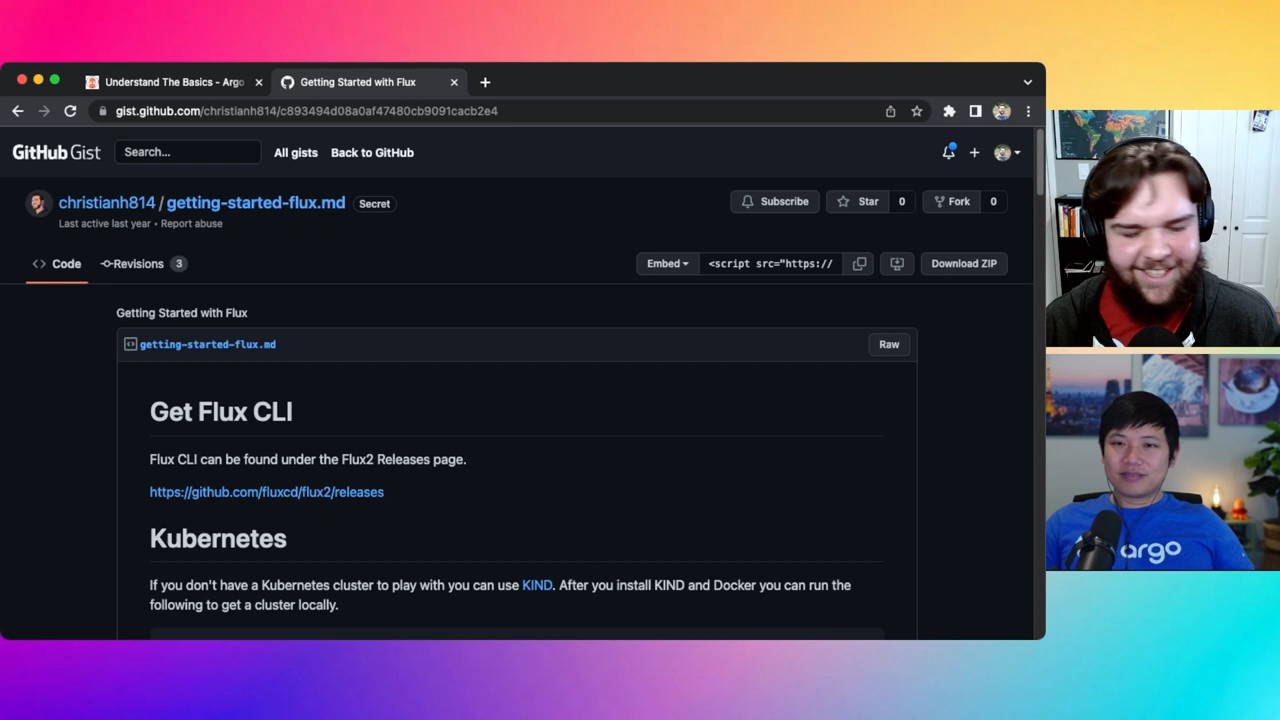 Understand The Basics - Argo
Getting Started with Flux
gist.github.com/christianh814/c893494d08a0af47480cb9091cacb2e4
GitHub Gist
Search...
All gists
Back to GitHub
christianh814 / getting-started-flux.md
Secret
Last active last year • Report abuse
Subscribe
Star
0
Fork
0
<> Code
Revisions
3
Embed
<script src="https://
Download ZIP
Getting Started with Flux
getting-started-flux.md
Raw
Get Flux CLI
Flux CLI can be found under the Flux2 Releases page.
https://github.com/fluxcd/flux2/releases
Kubernetes
If you don't have a Kubernetes cluster to play with you can use KIND. After you install KIND and Docker you can run the
following to get a cluster locally.
argo